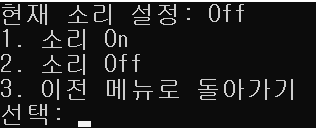 현재 소리 설정: Off
1. 소리 On
2. 소리 Off
3. 이전 메뉴로 돌아가기
선택: